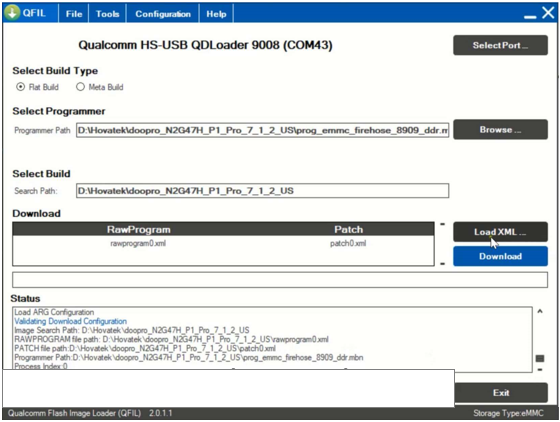 QFIL File Tools Configuration Help
Qualcomm HS-USB QDLoader 9008 (COM43)
Select Port ...
Select Build Type
Flat Build Meta Build
Select Programmer
Programmer Path D:\Hovatek\doopro_N2G47H_P1_Pro_7_1_2_US\prog_emmc_firehose_8909_ddr.m
Browse ...
Select Build
Search Path: D:\Hovatek\doopro_N2G47H_P1_Pro_7_1_2_US
Download
RawProgram Patch
rawprogram0.xml patch0.xml
Load XML ...
Download
Status
Load ARG Configuration
Validating Download Configuration
Image Search Path: D:\Hovatek\doopro_N2G47H_P1_Pro_7_1_2_US
RAWPROGRAM file path: D:\Hovatek\doopro_N2G47H_P1_Pro_7_1_2_US\rawprogram0.xml
PATCH file path:D:\Hovatek\doopro_N2G47H_P1_Pro_7_1_2_US\patch0.xml
Programmer Path:D:\Hovatek\doopro_N2G47H_P1_Pro_7_1_2_US\prog_emmc_firehose_8909_ddr.mbn
Process Index:0
Exit
Qualcomm Flash Image Loader (QFIL) 2.0.1.1 Storage Type:eMMC